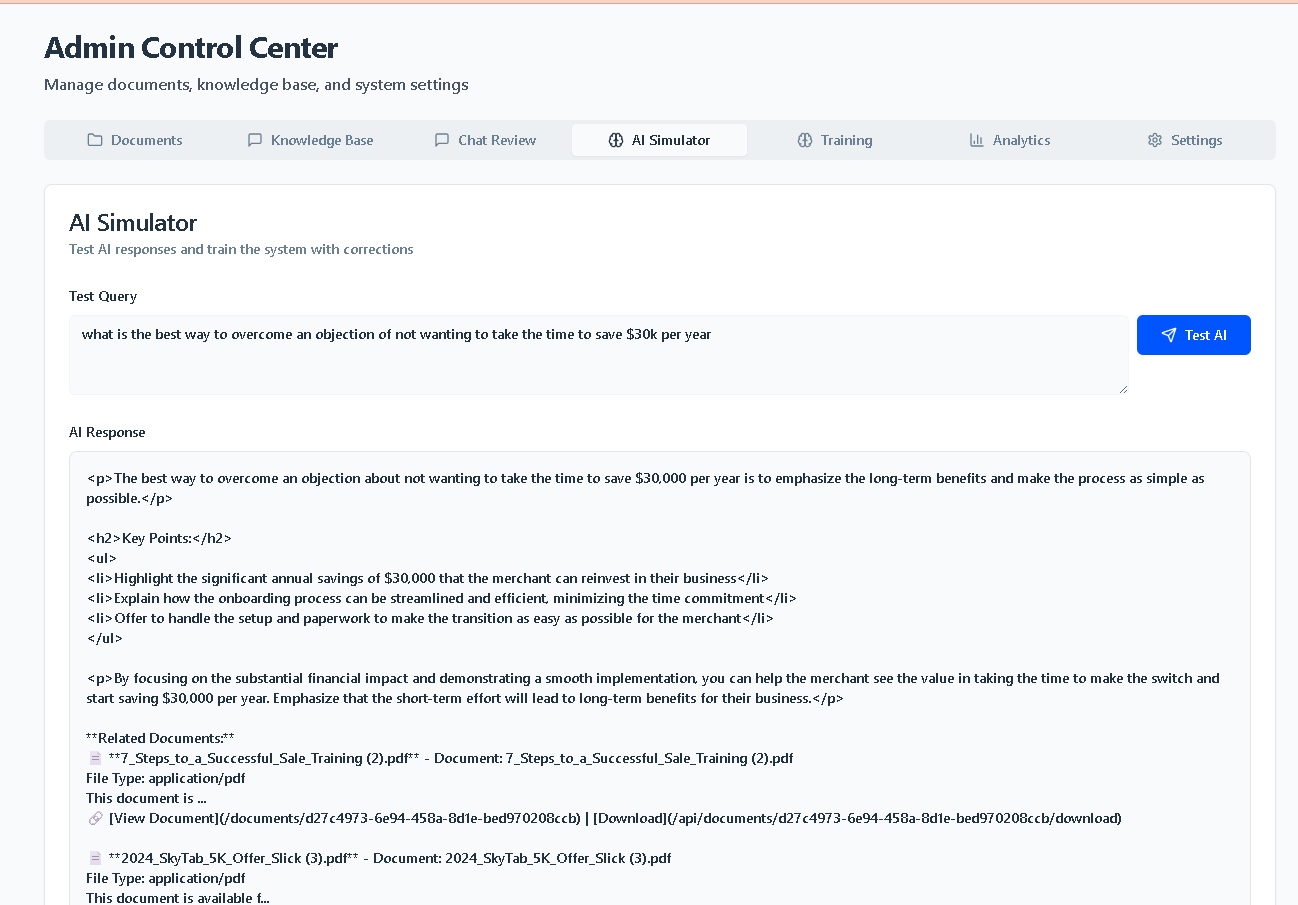 Admin Control Center
Manage documents, knowledge base, and system settings
Documents
Knowledge Base
Chat Review
AI Simulator
Training
Analytics
Settings
AI Simulator
Test AI responses and train the system with corrections
Test Query
what is the best way to overcome an objection of not wanting to take the time to save $30k per year
Test AI
AI Response
<p>The best way to overcome an objection about not wanting to take the time to save $30,000 per year is to emphasize the long-term benefits and make the process as simple as
possible.</p>
<h2>Key Points:</h2>
<ul>
<li>Highlight the significant annual savings of $30,000 that the merchant can reinvest in their business</li>
<li>Explain how the onboarding process can be streamlined and efficient, minimizing the time commitment</li>
<li>Offer to handle the setup and paperwork to make the transition as easy as possible for the merchant</li>
</ul>
<p>By focusing on the substantial financial impact and demonstrating a smooth implementation, you can help the merchant see the value in taking the time to make the switch and
start saving $30,000 per year. Emphasize that the short-term effort will lead to long-term benefits for their business.</p>
**Related Documents:**
**7_Steps_to_a_Successful_Sale_Training (2).pdf** - Document: 7_Steps_to_a_Successful_Sale_Training (2).pdf
File Type: application/pdf
This document is ...
[View Document](/documents/d27c4973-6e94-458a-8d1e-bed970208ccb) | [Download](/api/documents/d27c4973-6e94-458a-8d1e-bed970208ccb/download)
**2024_SkyTab_5K_Offer_Slick (3).pdf** - Document: 2024_SkyTab_5K_Offer_Slick (3).pdf
File Type: application/pdf
This document is available f...